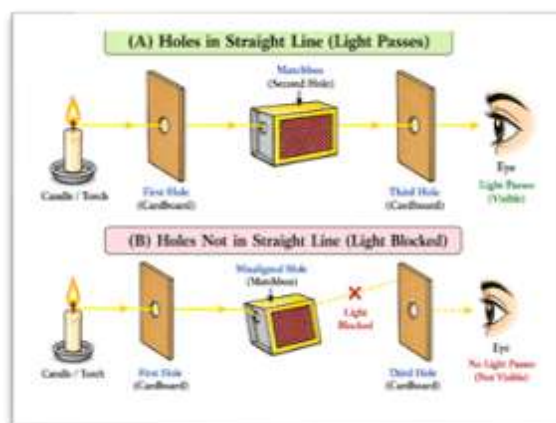 (A) Holes in Straight Line (Light Passes)
Matchbox
(Second Hole)
Candle / Torch
First Hole
(Cardboard)
Third Hole
(Cardboard)
Eye
Light Passes
(Visible)
(B) Holes Not in Straight Line (Light Blocked)
Misaligned Hole
(Matchbox)
Light
Blocked
Candle / Torch
First Hole
(Cardboard)
Third Hole
(Cardboard)
Eye
No Light Passes
(Not Visible)